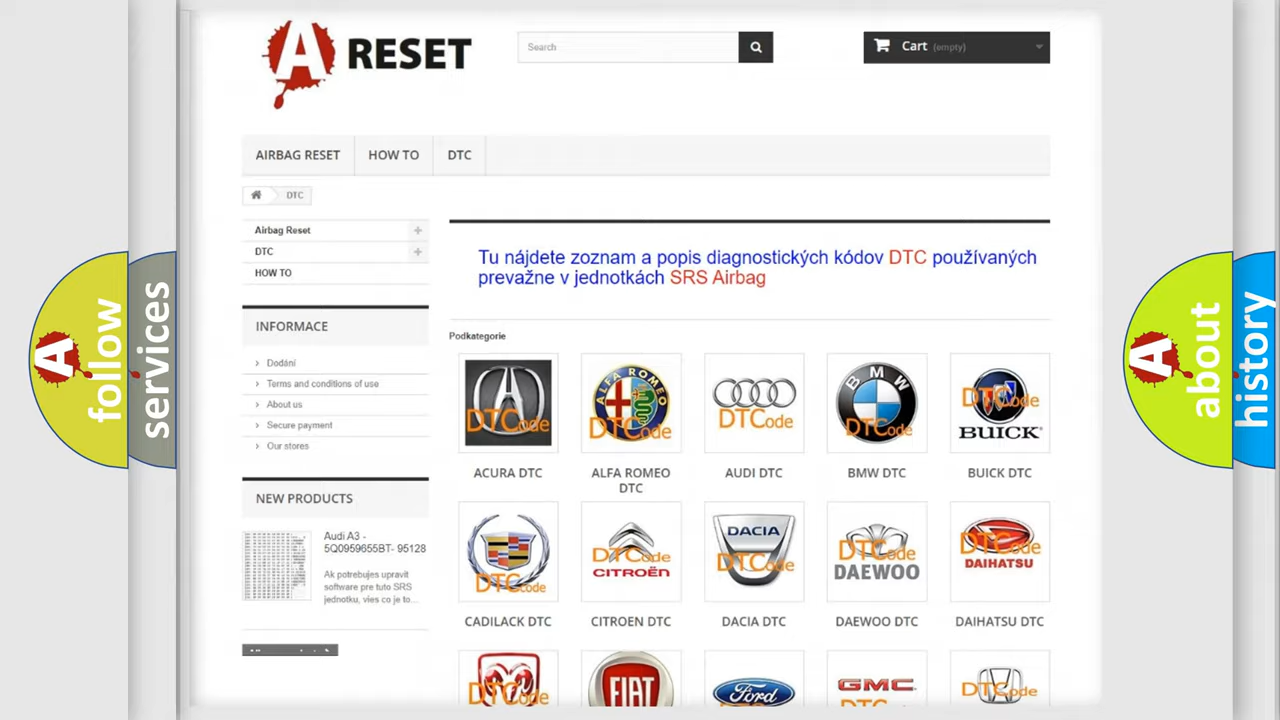 A RESET
Search
Cart (empty)
AIRBAG RESET
HOW TO
DTC
DTC
Airbag Reset
DTC
HOW TO
INFORMACE
Dodání
Terms and conditions of use
About us
Secure payment
Our stores
NEW PRODUCTS
Audi A3 -
5Q0959655BT- 95128
Ak potrebujes upravit
software pre tuto SRS
jednotku, vies co je to...
Tu nájdete zoznam a popis diagnostických kódov DTC používaných
prevažne v jednotkách SRS Airbag
Podkategorie
DTCode
ALFA ROMEO
DTCode
DTCode
BMW
DTCode
DTCode
BUICK
ACURA DTC
ALFA ROMEO
DTC
AUDI DTC
BMW DTC
BUICK DTC
DTCode
DTCode
CITROËN
DACIA
DTCode
DTCode
DAEWOO
DTCode
DAIHATSU
CADILACK DTC
CITROEN DTC
DACIA DTC
DAEWOO DTC
DAIHATSU DTC
DTCode
FIAT
Ford
GMC
DTCode
A follow
services
A about
history